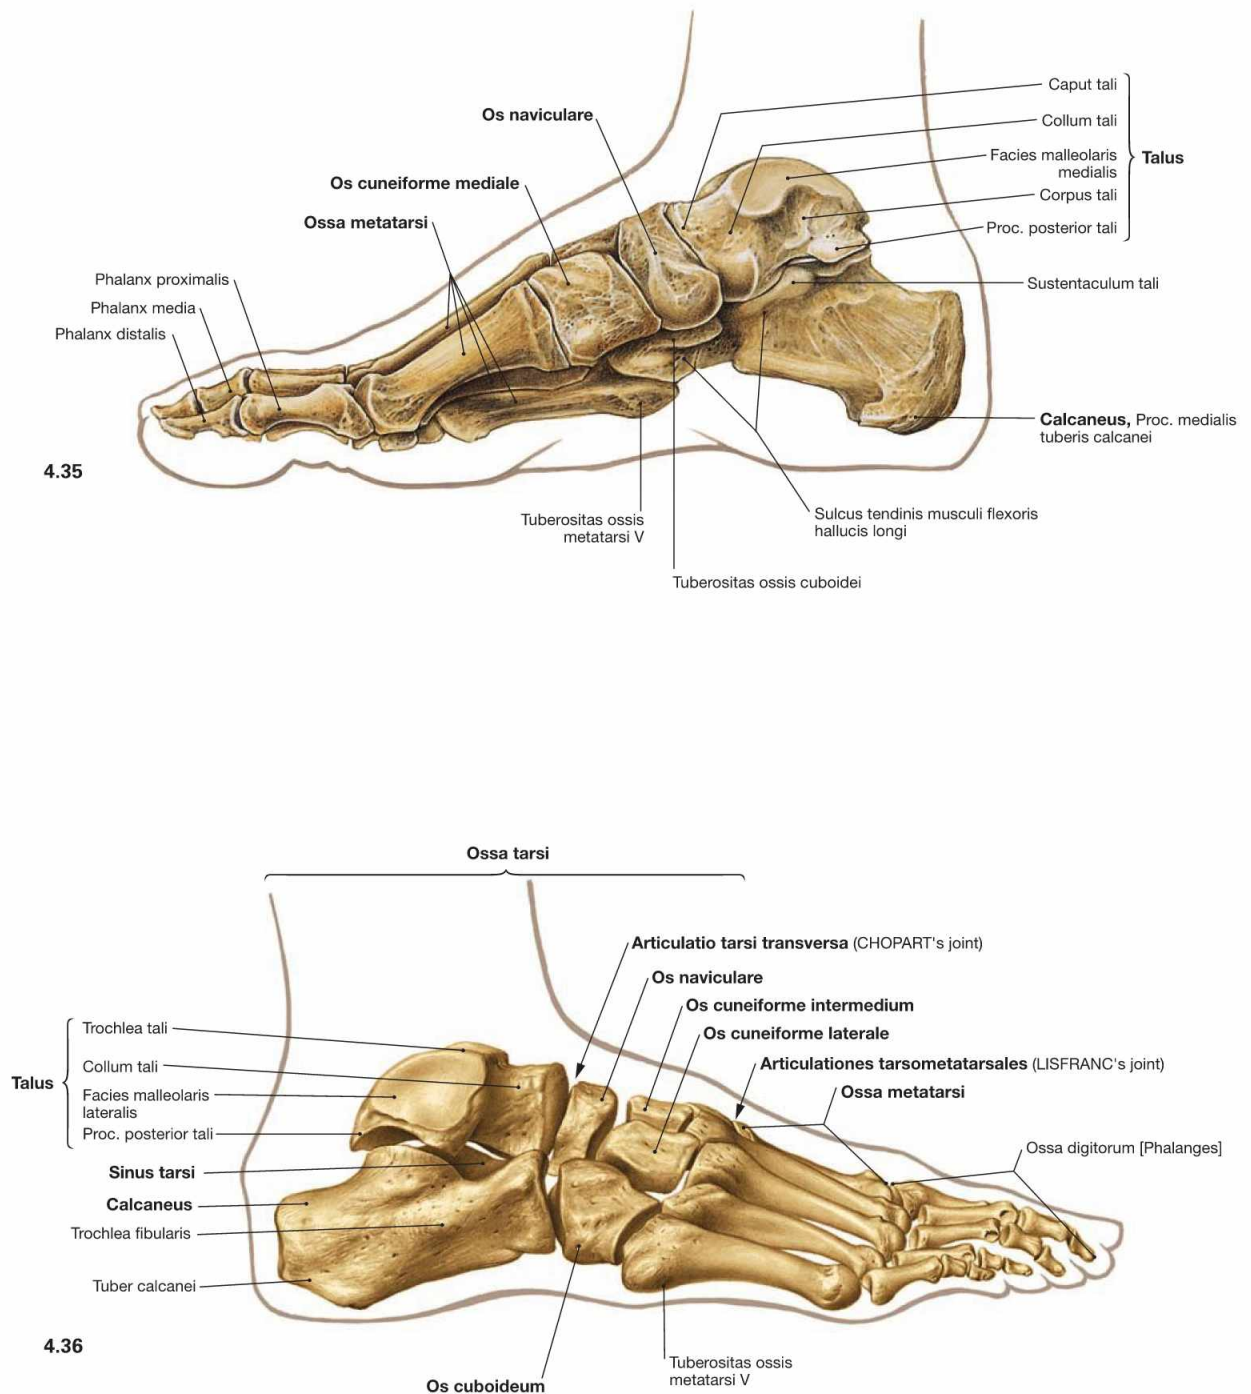 Caput tali
Collum tali
Os naviculare
Facies malleolaris
medialis
Talus
Os cuneiforme mediale
Corpus tali
Ossa metatarsi
Proc. posterior tali
Phalanx proximalis
Sustentaculum tali
Phalanx media
Phalanx distalis
Calcaneus, Proc. medialis
tuberis calcanei
4.35
Tuberositas ossis
metatarsi V
Sulcus tendinis musculi flexoris
hallucis longi
Tuberositas ossis cuboidei
Ossa tarsi
Articulatio tarsi transversa (CHOPART's joint)
Os naviculare
Os cuneiforme intermedium
Os cuneiforme laterale
Articulationes tarsometatarsales (LISFRANC's joint)
Ossa metatarsi
Ossa digitorum [Phalanges]
Trochlea tali
Collum tali
Talus
Facies malleolaris
lateralis
Proc. posterior tali
Sinus tarsi
Calcaneus
Trochlea fibularis
Tuber calcanei
4.36
Tuberositas ossis
metatarsi V
Os cuboideum